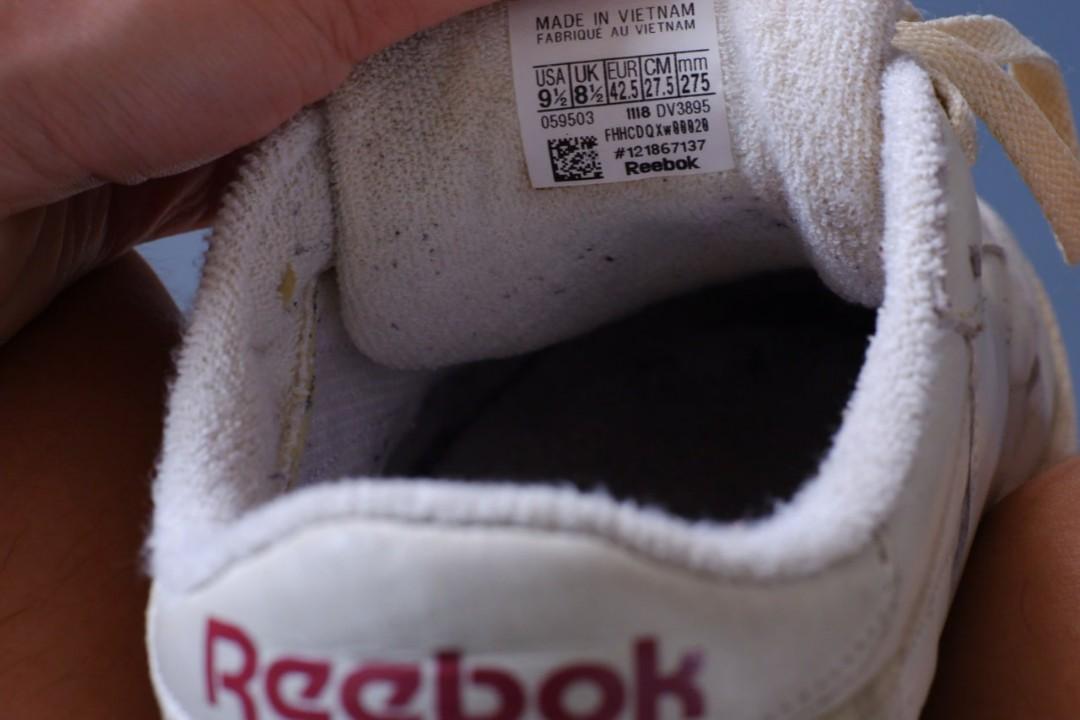 MADE IN VIETNAM
FABRIQUÉ AU VIETNAM
USA UK EUR CM mm
9½ 8½ 42.5 27.5 275
059503 1118 DV3895
FHHCDQXw00020
#121867137
Reebok
Reebok